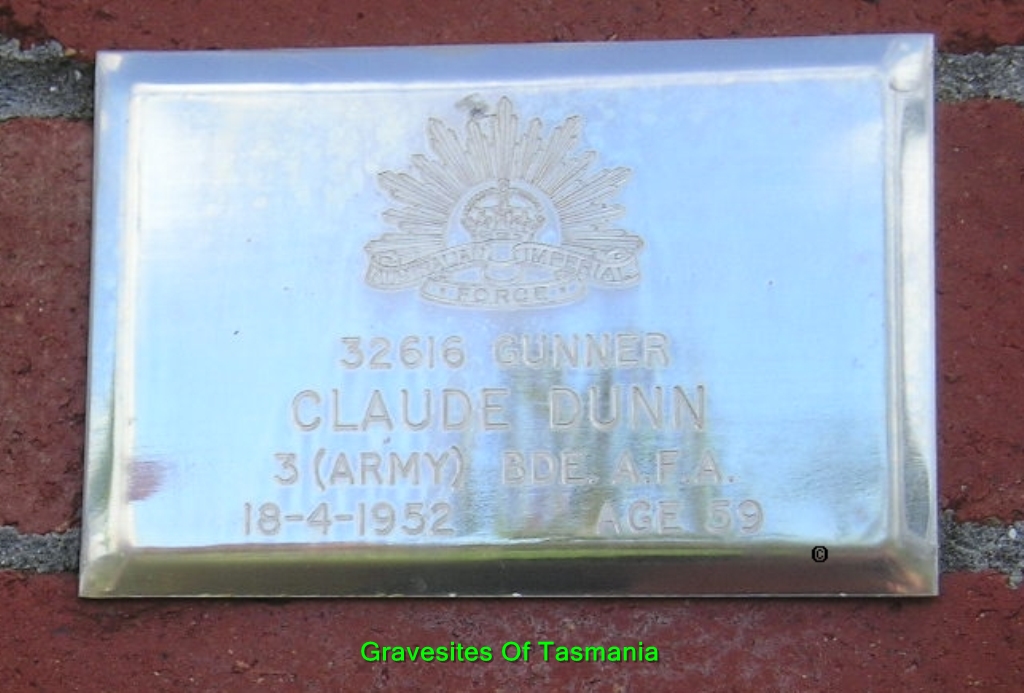 AUSTRALIAN IMPERIAL
FORCE
32616 GUNNER
CLAUDE DUNN
3 (ARMY) BDE. A.F.A.
18-4-1952 AGE 59
©
Gravesites Of Tasmania